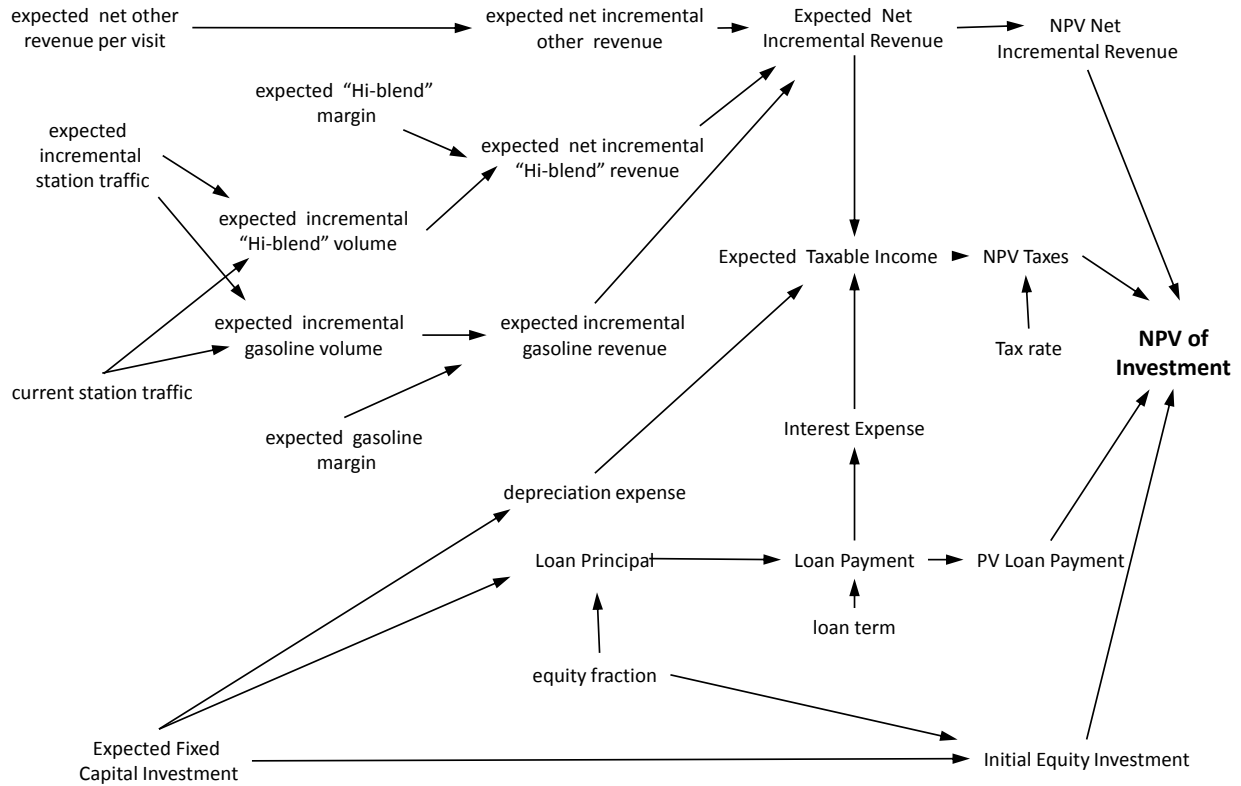 expected net other
revenue per visit
expected net incremental
other revenue
Expected Net
Incremental Revenue
NPV Net
Incremental Revenue
expected “Hi-blend”
margin
expected
incremental
station traffic
expected net incremental
“Hi-blend” revenue
expected incremental
“Hi-blend” volume
Expected Taxable Income
NPV Taxes
expected incremental
gasoline volume
expected incremental
gasoline revenue
Tax rate
NPV of
Investment
current station traffic
expected gasoline
margin
Interest Expense
depreciation expense
Loan Principal
Loan Payment
PV Loan Payment
loan term
equity fraction
Expected Fixed
Capital Investment
Initial Equity Investment